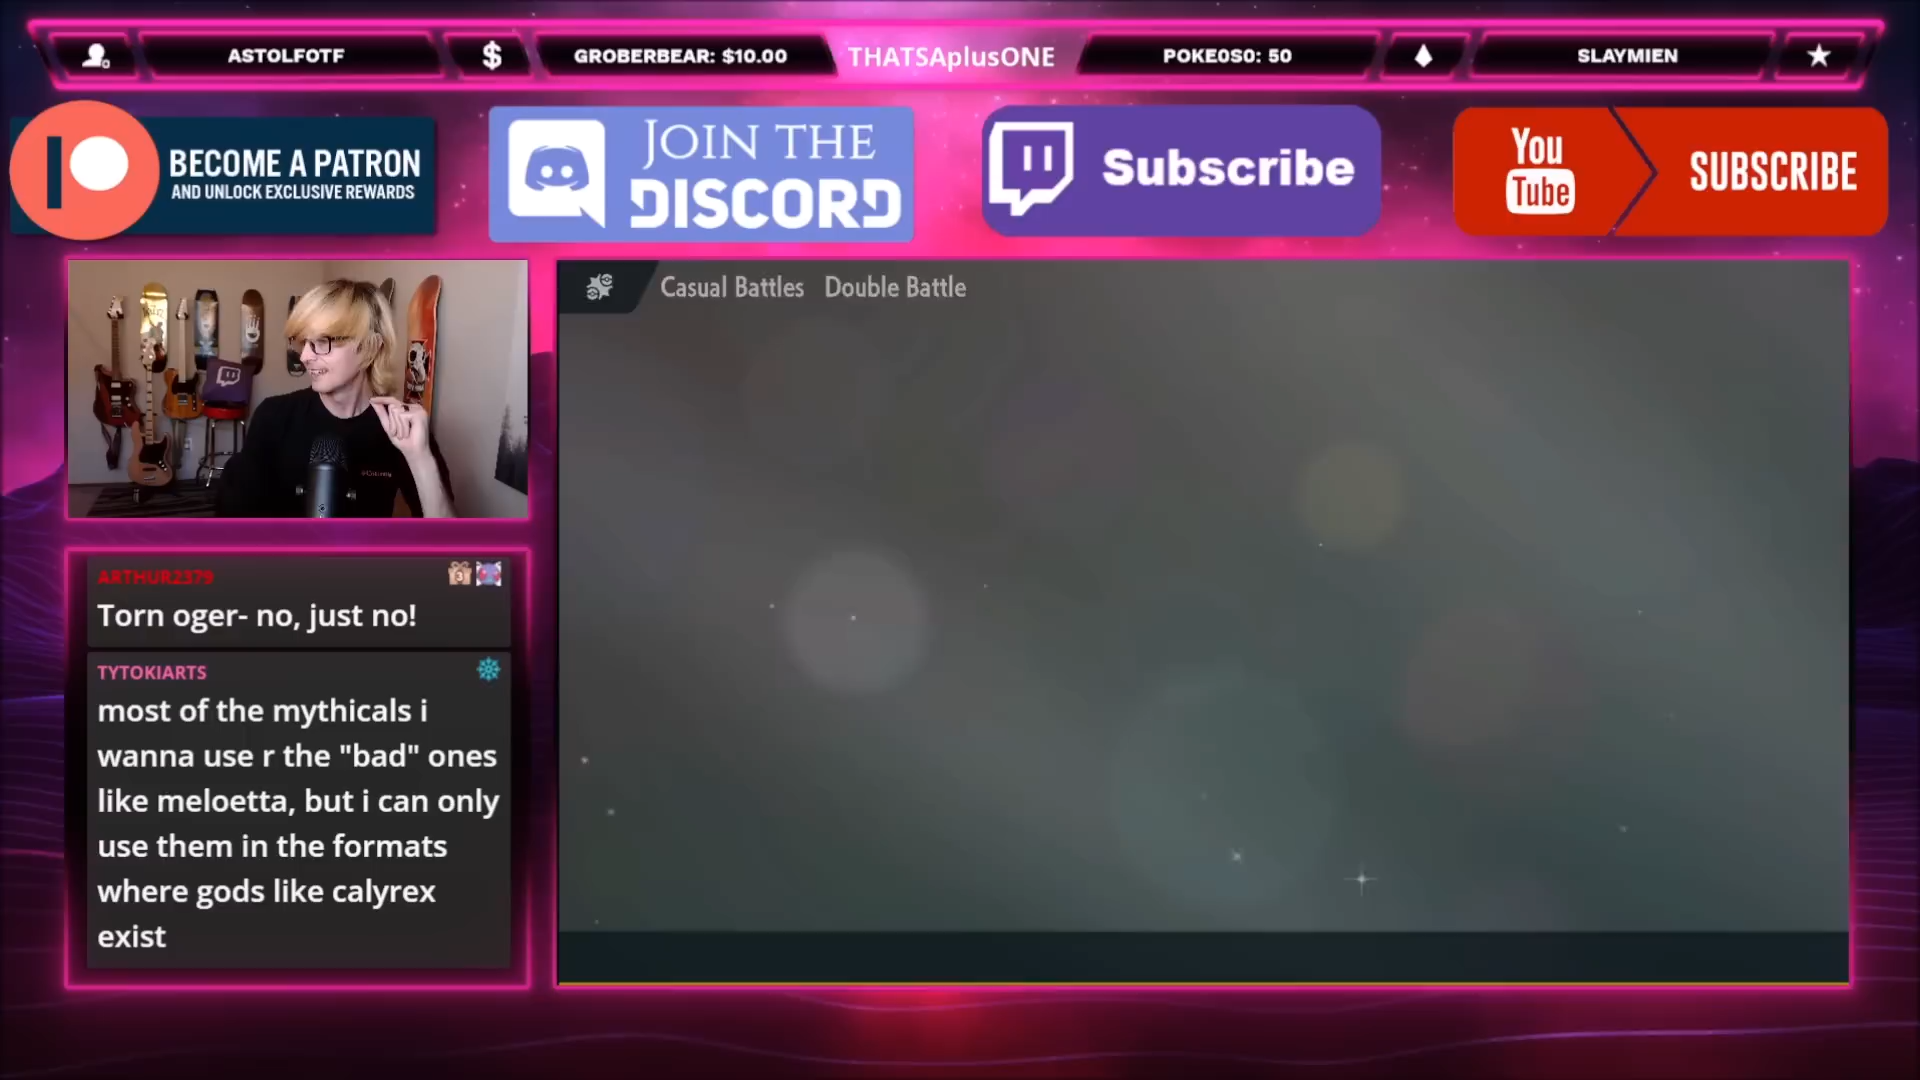 ASTOLFOTF
$
GROBERBEAR: $10.00
THATSAplusONE
POKE0S0: 50
SLAYMIEN
BECOME A PATRON
AND UNLOCK EXCLUSIVE REWARDS
JOIN THE
DISCORD
Subscribe
You
Tube
SUBSCRIBE
Casual Battles Double Battle
ARTHUR2379
3
Torn oger- no, just no!
TYTOKIARTS
most of the mythicals i
wanna use r the "bad" ones
like meloetta, but i can only
use them in the formats
where gods like calyrex
exist